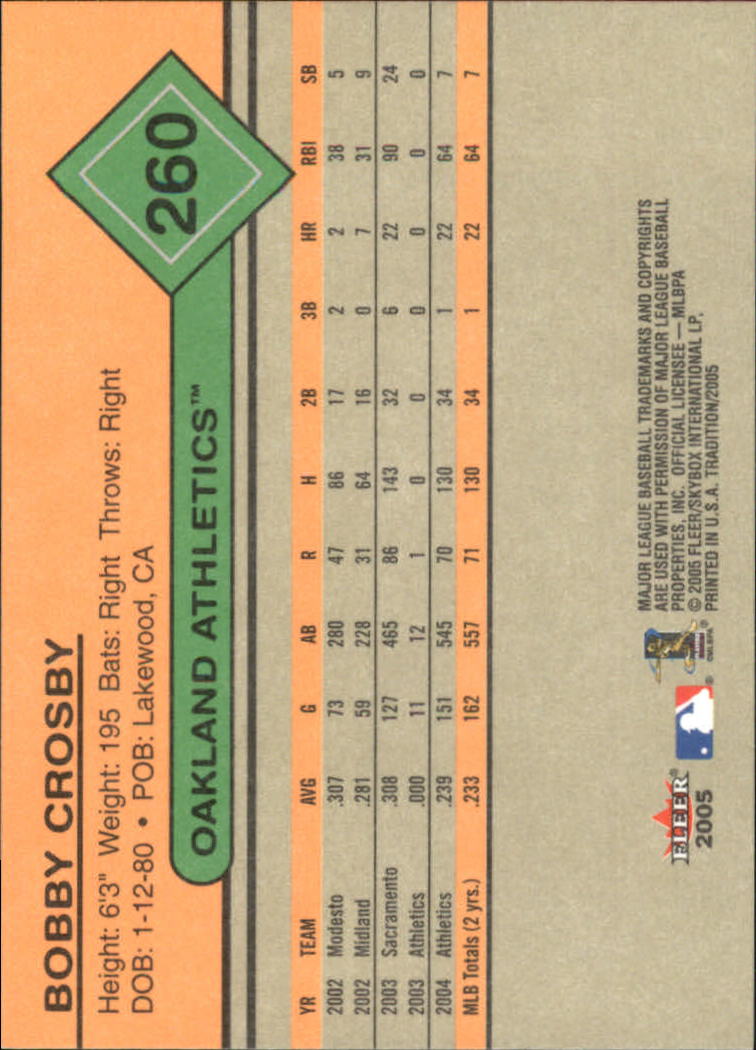 BOBBY CROSBY
Height: 6'3" Weight: 195 Bats: Right Throws: Right
DOB: 1-12-80 • POB: Lakewood, CA
260
OAKLAND ATHLETICS™
YR TEAM AVG G AB R H 2B 3B HR RBI SB
2002 Modesto .307 73 280 47 86 17 2 2 38 5
2002 Midland .281 59 228 31 64 16 0 7 31 9
2003 Sacramento .308 127 465 86 143 32 6 22 90 24
2003 Athletics .000 11 12 1 0 0 0 0 0 0
2004 Athletics .239 151 545 70 130 34 1 22 64 7
MLB Totals (2 yrs.) .233 162 557 71 130 34 1 22 64 7
FLEER®
2005
®
®
©MLBPA
MAJOR LEAGUE BASEBALL TRADEMARKS AND COPYRIGHTS
ARE USED WITH PERMISSION OF MAJOR LEAGUE BASEBALL
PROPERTIES, INC. OFFICIAL LICENSEE — MLBPA
© 2005 FLEER/SKYBOX INTERNATIONAL LP.
PRINTED IN U.S.A. TRADITION/2005